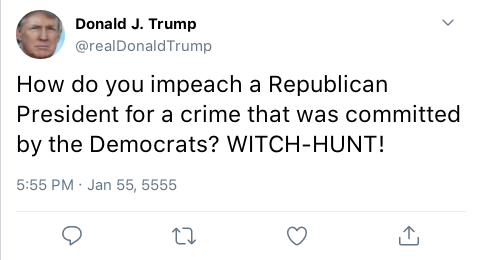 Donald J. Trump
@realDonaldTrump
How do you impeach a Republican
President for a crime that was committed
by the Democrats? WITCH-HUNT!
5:55 PM · Jan 55, 5555